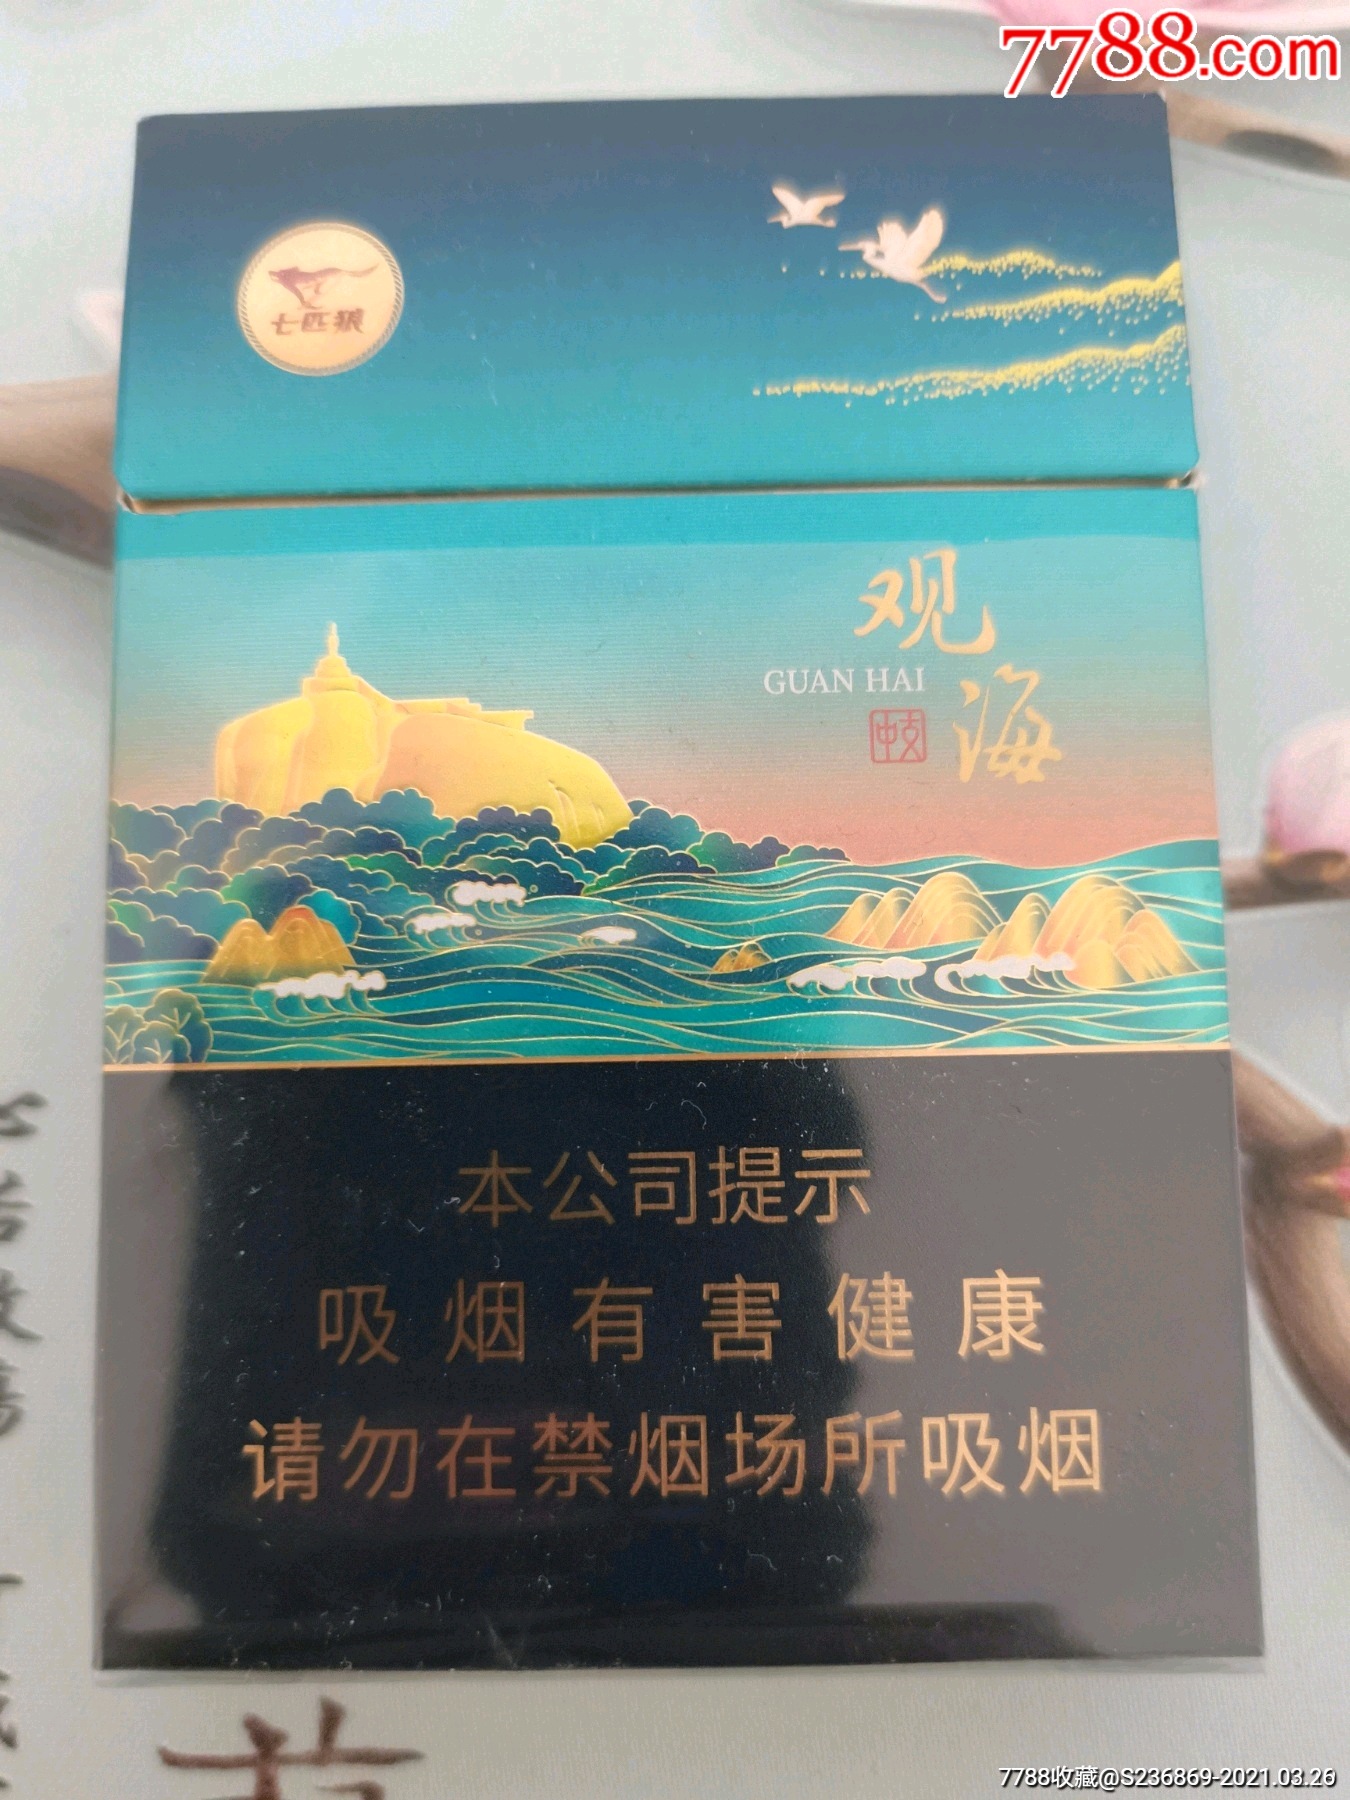 7788.com
七匹狼
观海
GUAN HAI
中支
本公司提示
吸烟有害健康
请勿在禁烟场所吸烟
7788收藏@S236869-2021.03.26